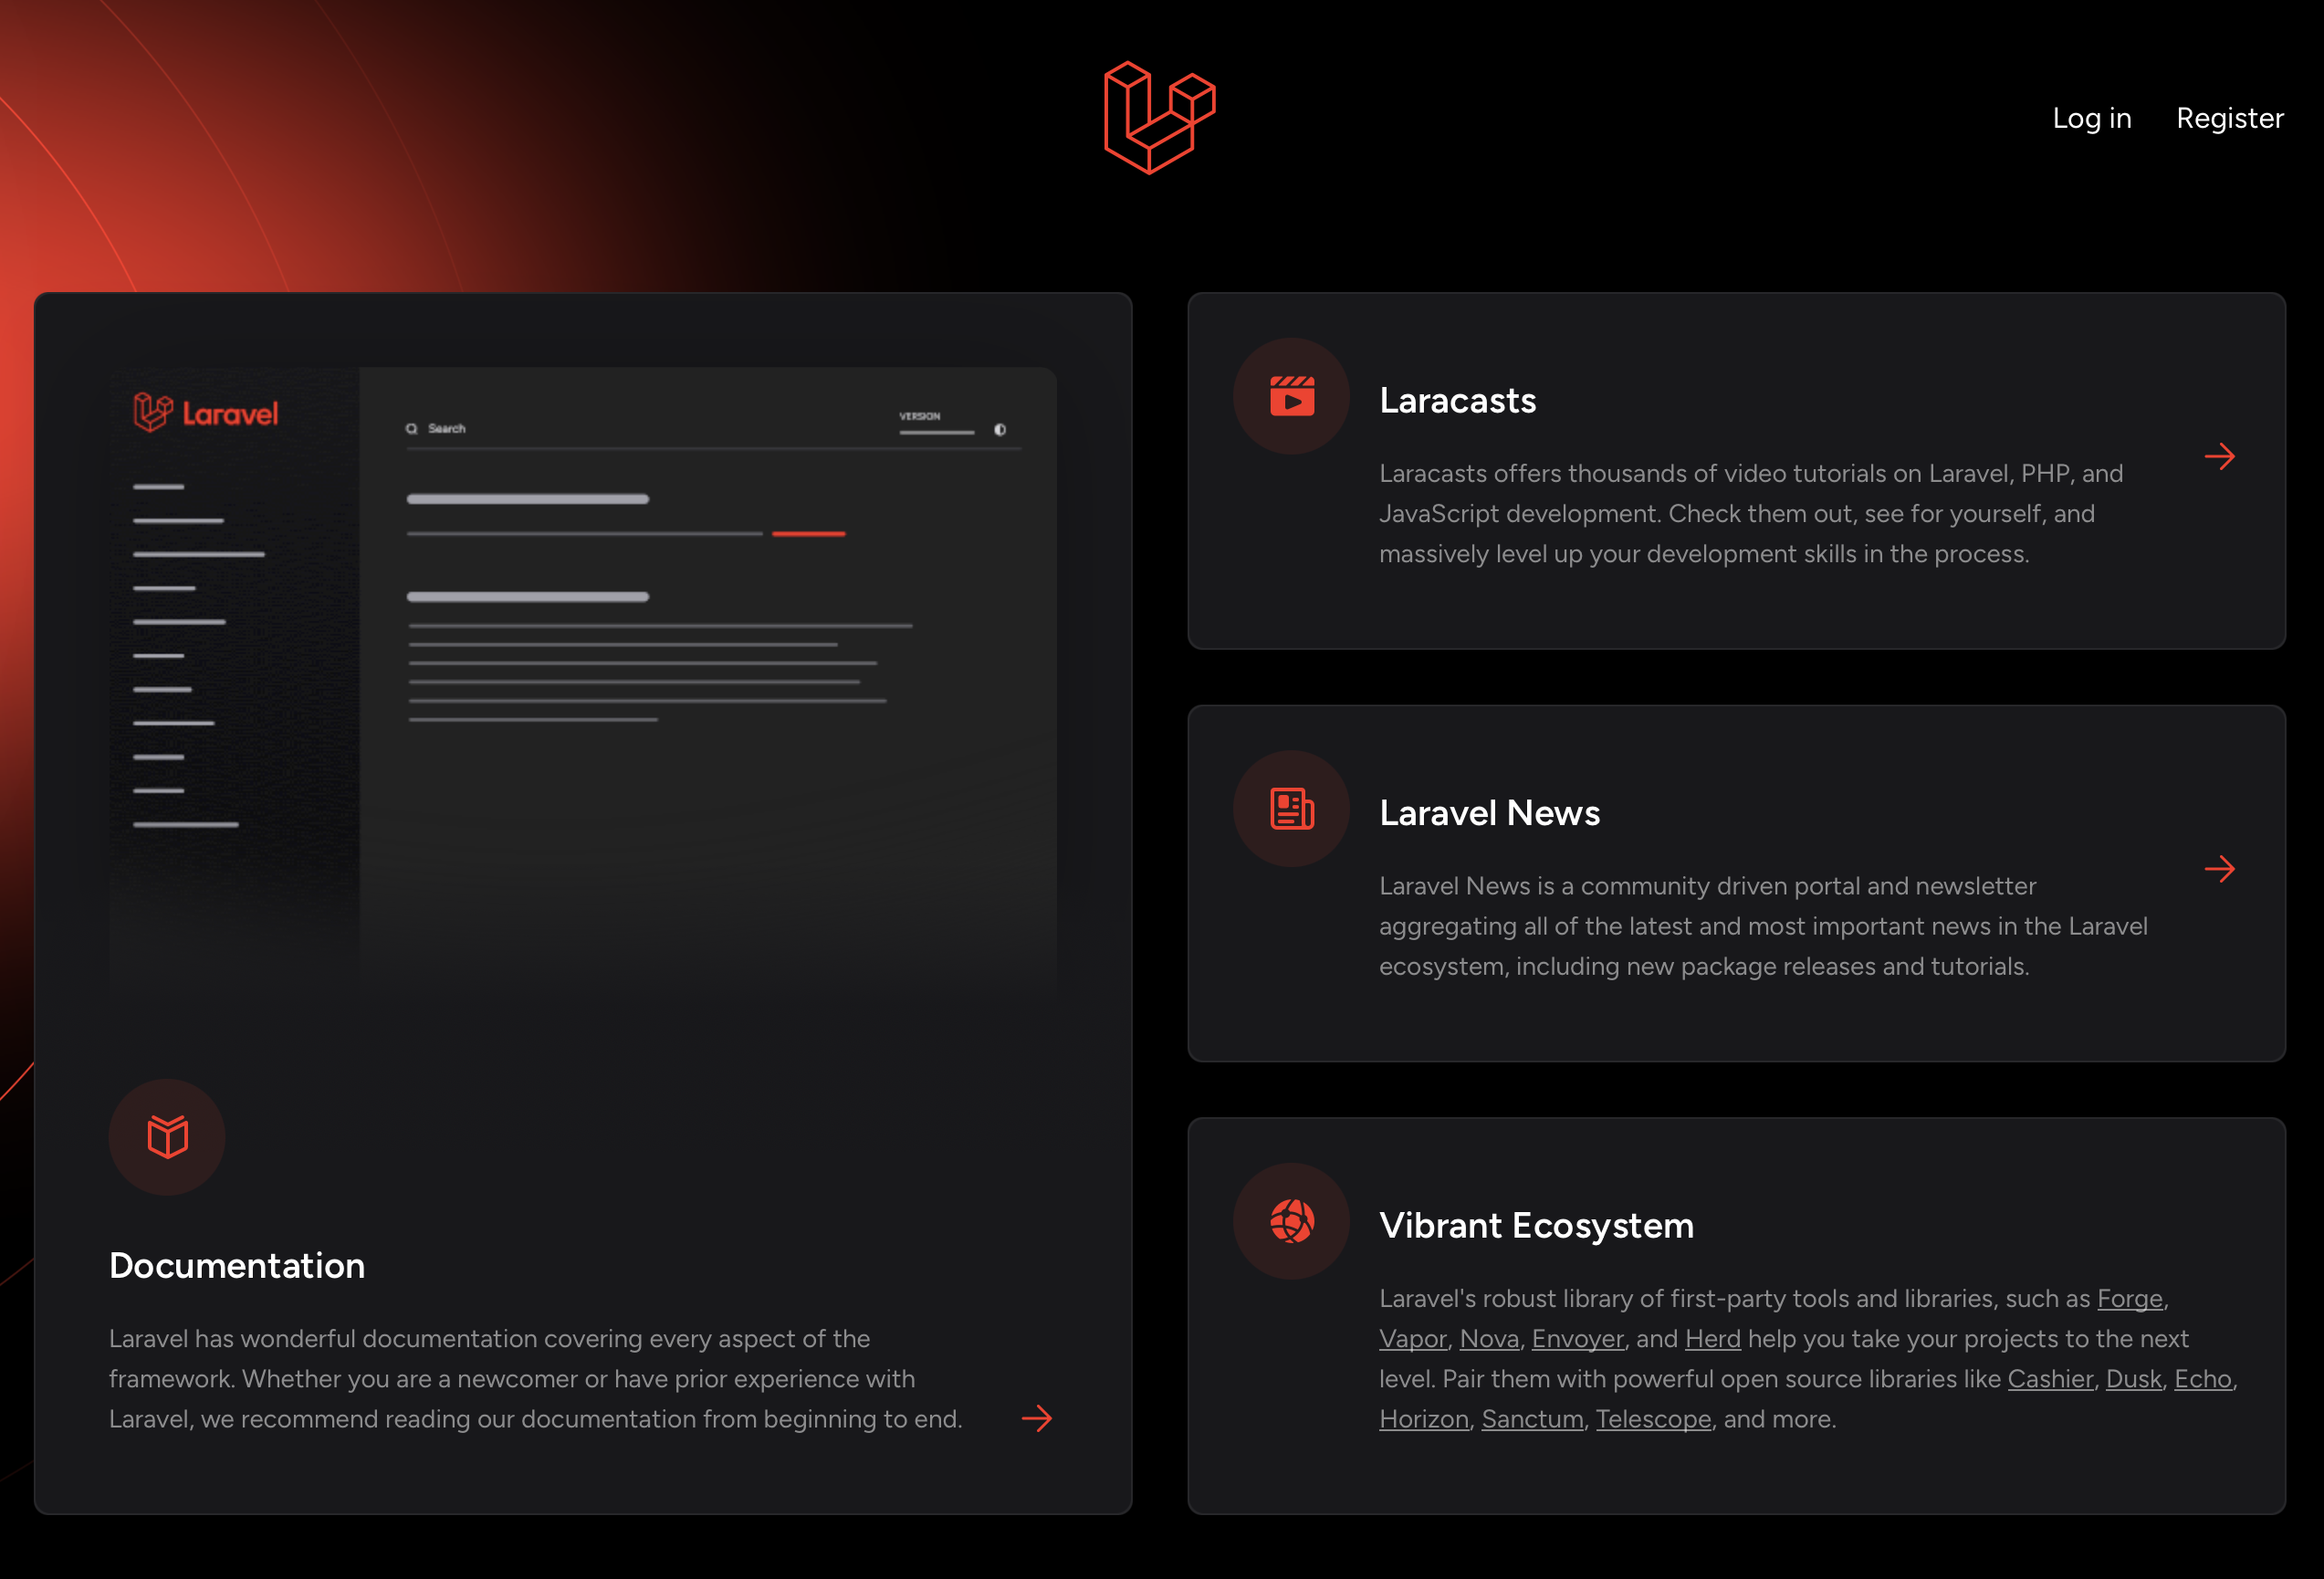 Log in
Register
Laravel
Search
VERSION
Documentation
Laravel has wonderful documentation covering every aspect of the
framework. Whether you are a newcomer or have prior experience with
Laravel, we recommend reading our documentation from beginning to end.
Laracasts
Laracasts offers thousands of video tutorials on Laravel, PHP, and
JavaScript development. Check them out, see for yourself, and
massively level up your development skills in the process.
Laravel News
Laravel News is a community driven portal and newsletter
aggregating all of the latest and most important news in the Laravel
ecosystem, including new package releases and tutorials.
Vibrant Ecosystem
Laravel's robust library of first-party tools and libraries, such as Forge,
Vapor, Nova, Envoyer, and Herd help you take your projects to the next
level. Pair them with powerful open source libraries like Cashier, Dusk, Echo,
Horizon, Sanctum, Telescope, and more.